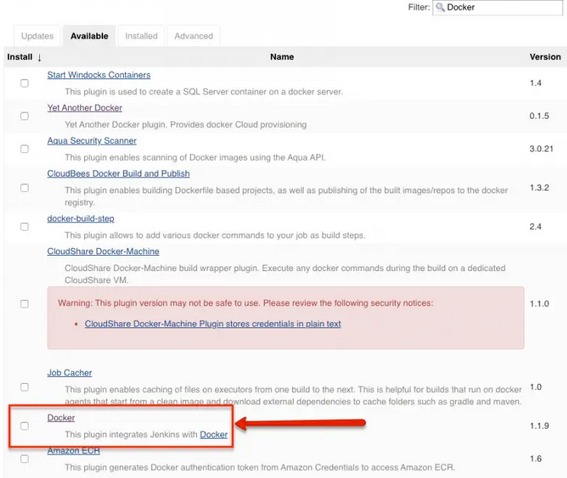 Filter: Docker
Updates Available Installed Advanced
Install ↓ Name Version
Start Windocks Containers
This plugin is used to create a SQL Server container on a docker server.
1.4
Yet Another Docker
Yet Another Docker plugin. Provides docker Cloud provisioning
0.1.5
Aqua Security Scanner
This plugin enables scanning of Docker images using the Aqua API.
3.0.21
CloudBees Docker Build and Publish
This plugin enables building Dockerfile based projects, as well as publishing of the built images/repos to the docker
registry.
1.3.2
docker-build-step
This plugin allows to add various docker commands to your job as build steps.
2.4
CloudShare Docker-Machine
CloudShare Docker-Machine build wrapper plugin. Execute any docker commands during the build on a dedicated
CloudShare VM.
Warning: This plugin version may not be safe to use. Please review the following security notices:
• CloudShare Docker-Machine Plugin stores credentials in plain text
1.1.0
Job Cacher
This plugin enables caching of files on executors from one build to the next. This is helpful for builds that run on docker
agents that start from a clean image and download external dependencies to cache folders such as gradle and maven.
1.0
Docker
This plugin integrates Jenkins with Docker
1.1.9
Amazon ECR
This plugin generates Docker authentication token from Amazon Credentials to access Amazon ECR.
1.6